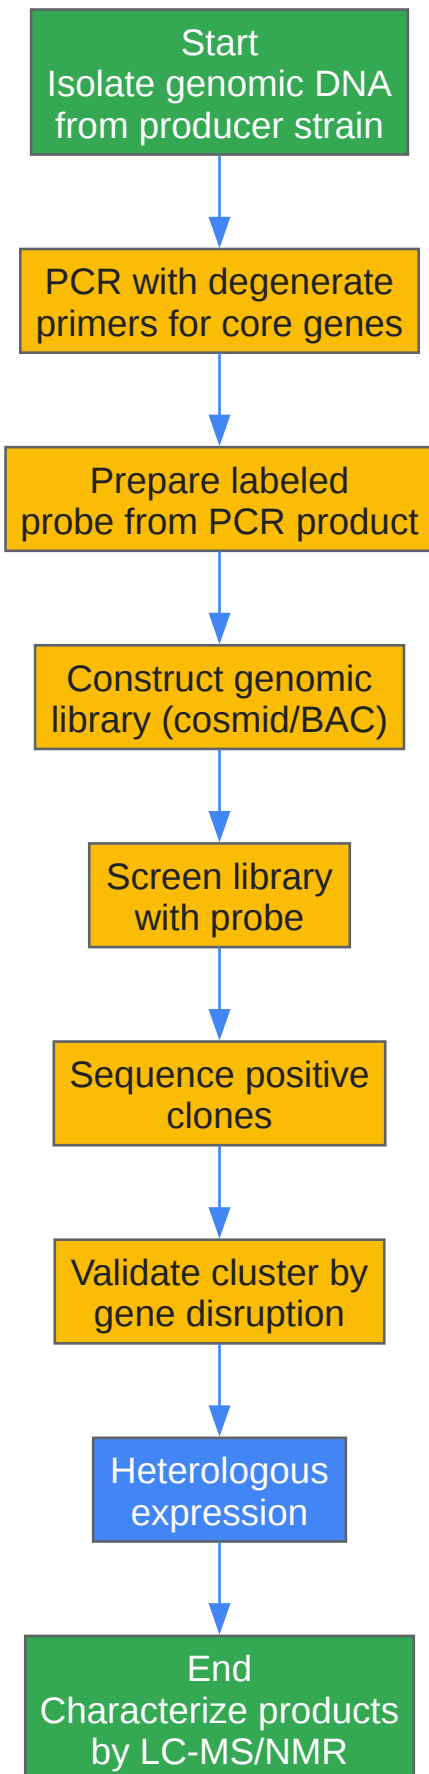 Start
Isolate genomic DNA
from producer strain
PCR with degenerate
primers for core genes
Prepare labeled
probe from PCR product
Construct genomic
library (cosmid/BAC)
Screen library
with probe
Sequence positive
clones
Validate cluster by
gene disruption
Heterologous
expression
End
Characterize products
by LC-MS/NMR